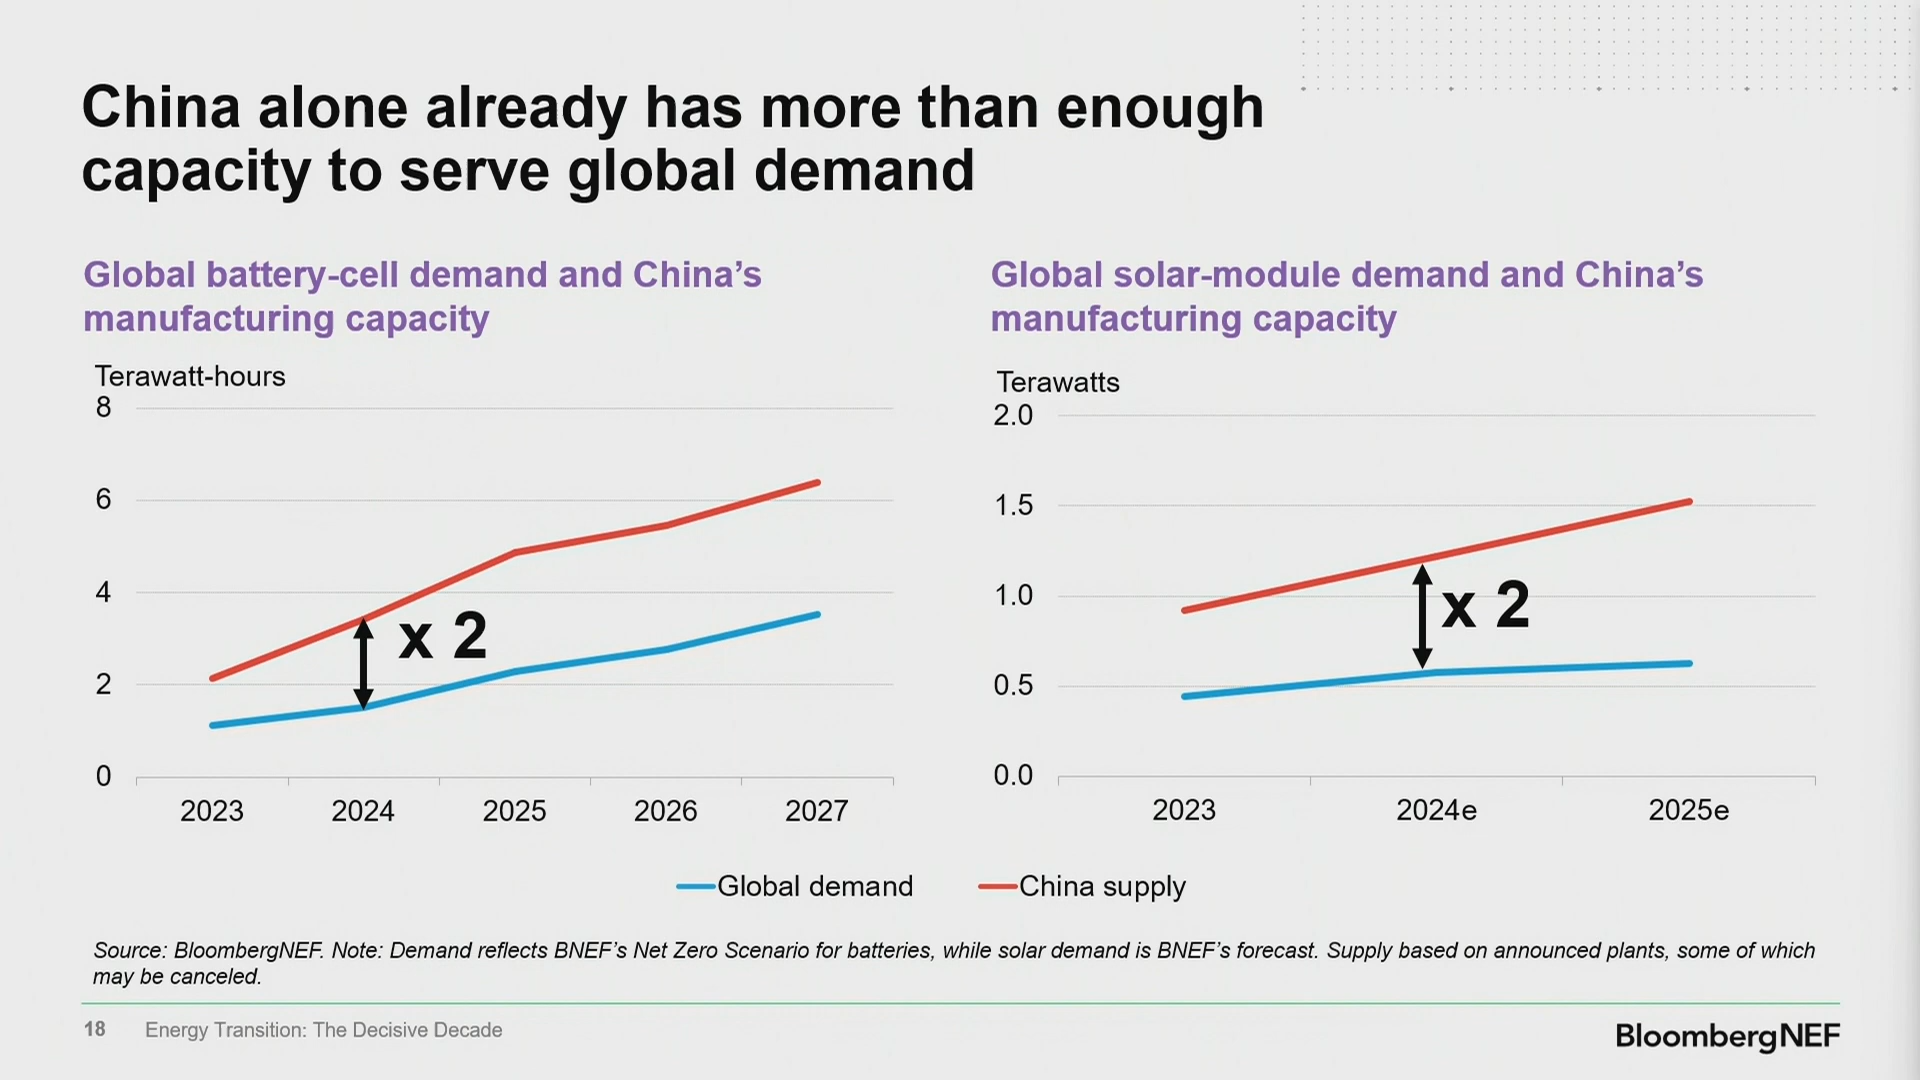 China alone already has more than enough
capacity to serve global demand
Global battery-cell demand and China’s
manufacturing capacity
Terawatt-hours
8
6
4
2
0
x 2
2023 2024 2025 2026 2027
Global solar-module demand and China’s
manufacturing capacity
Terawatts
2.0
1.5
1.0
0.5
0.0
x 2
2023 2024e 2025e
Global demand China supply
Source: BloombergNEF. Note: Demand reflects BNEF’s Net Zero Scenario for batteries, while solar demand is BNEF’s forecast. Supply based on announced plants, some of which
may be canceled.
18 Energy Transition: The Decisive Decade
BloombergNEF